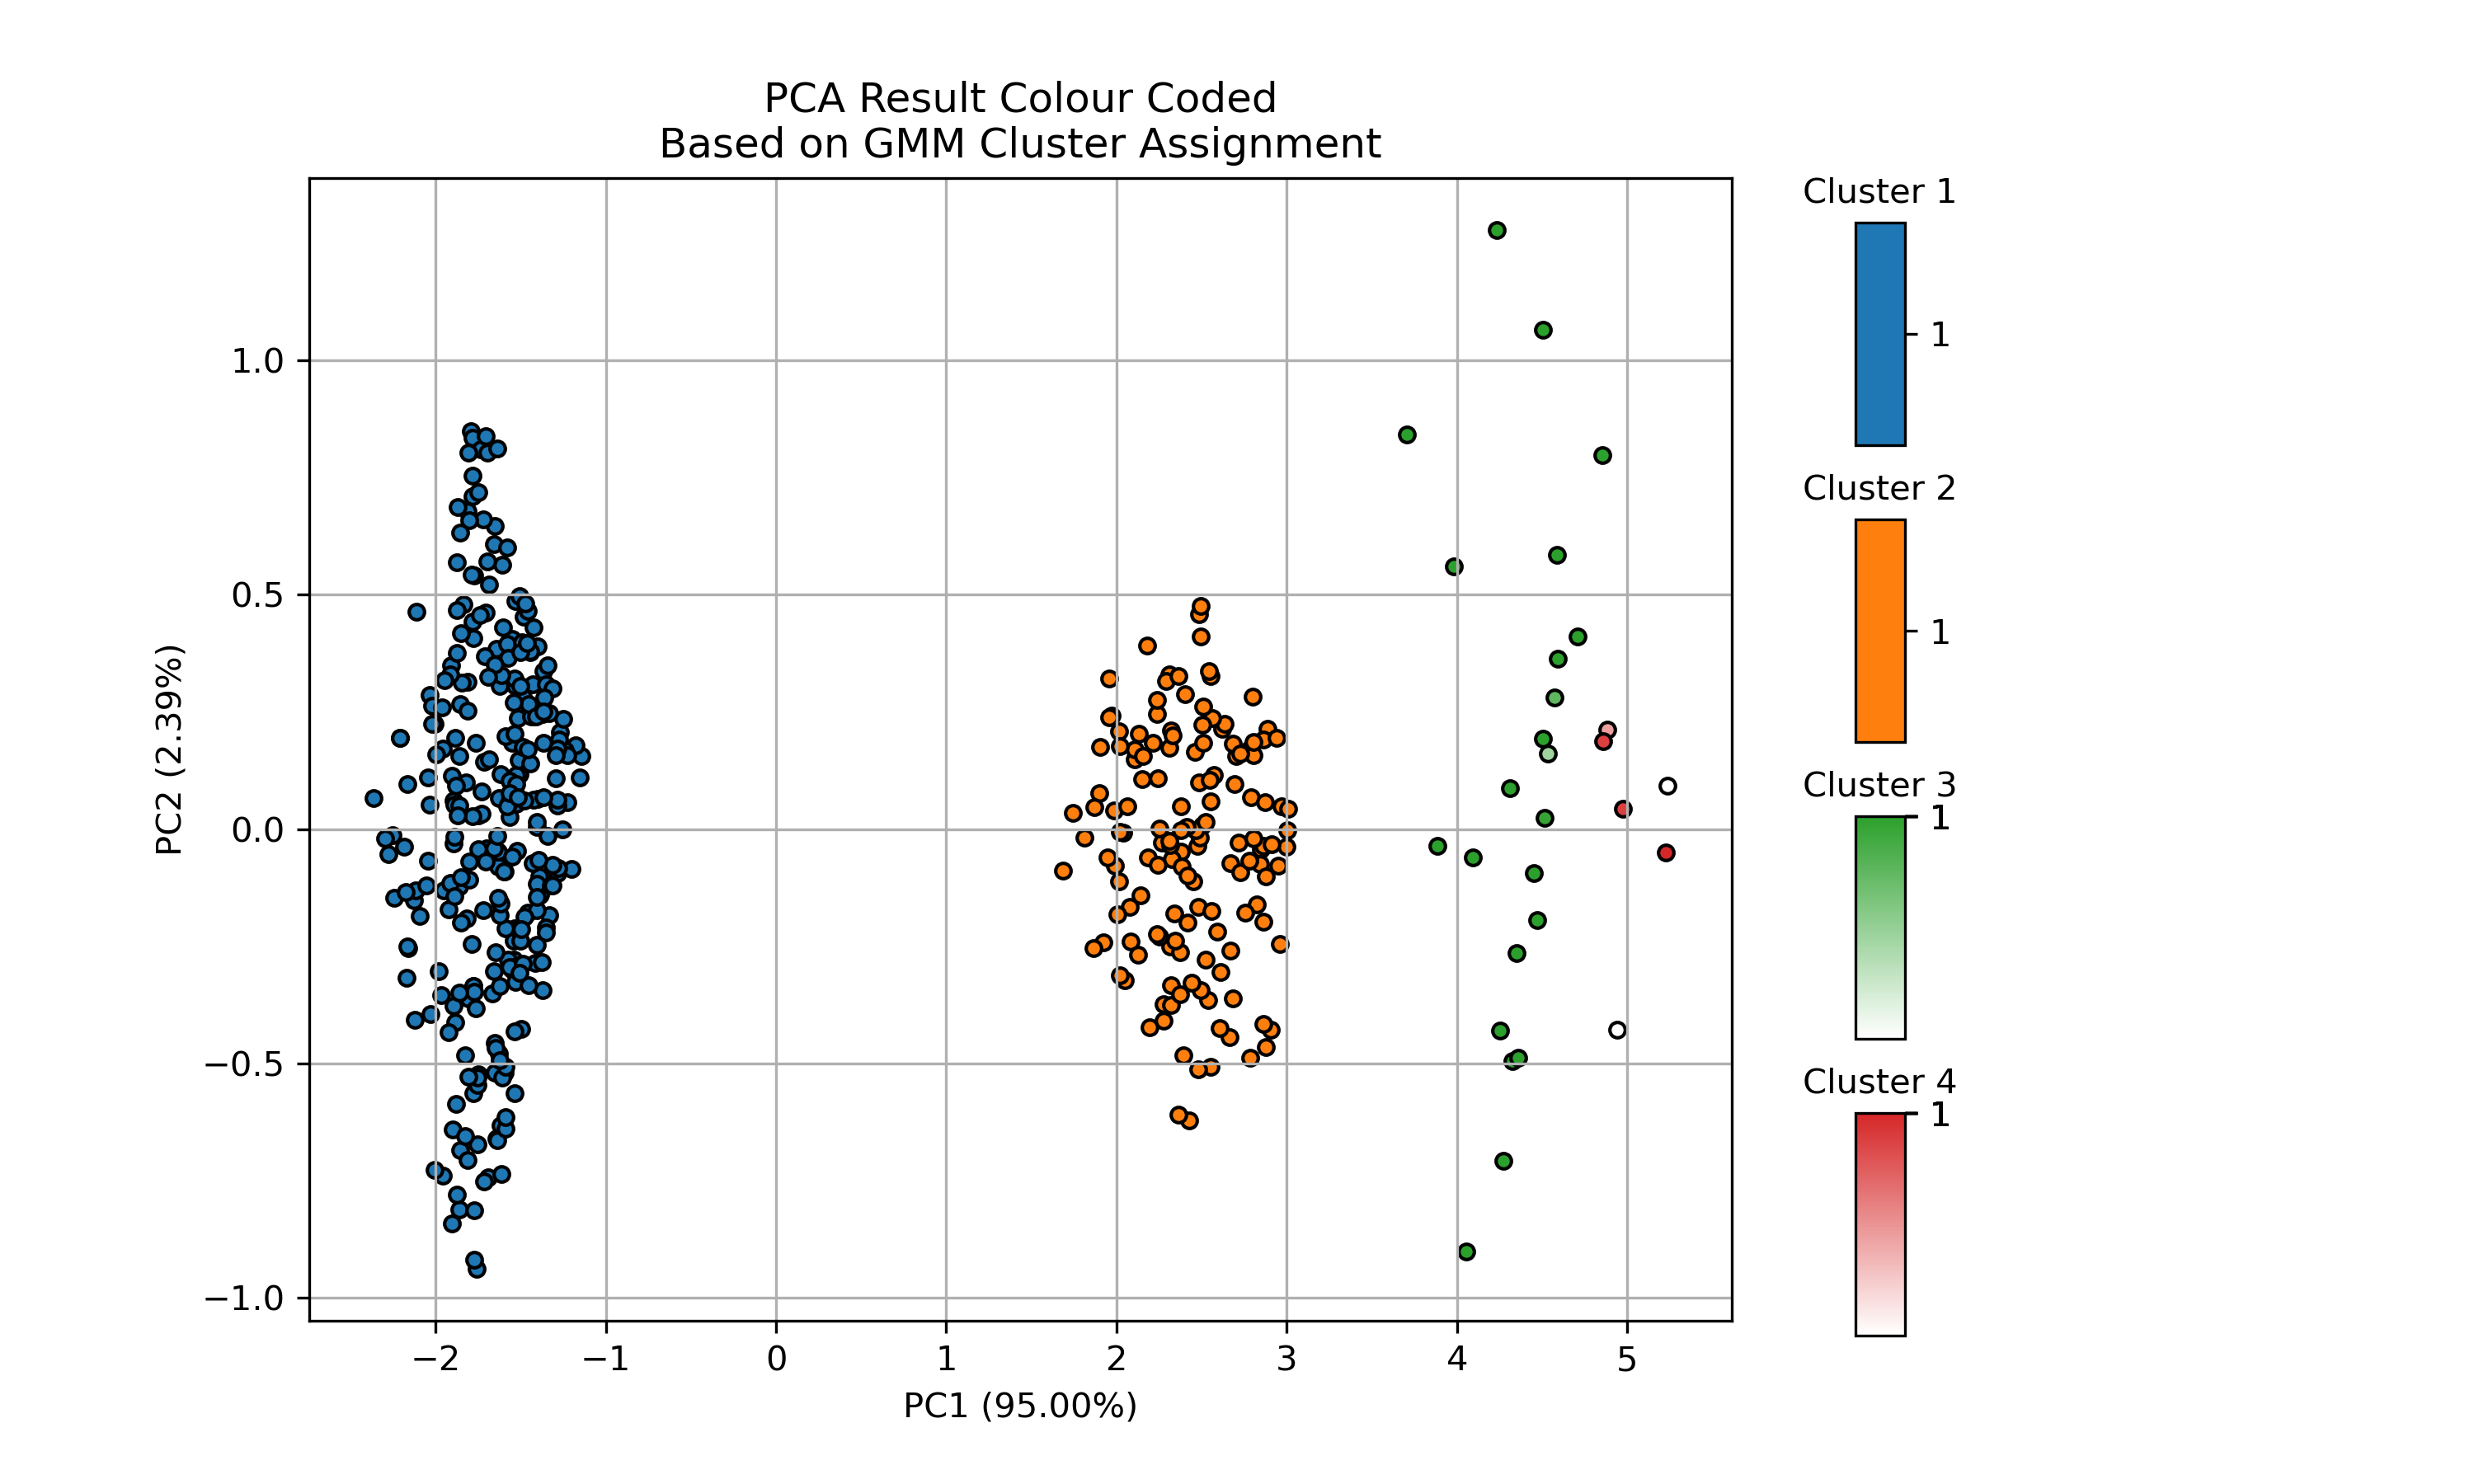 PCA Result Colour Coded
Based on GMM Cluster Assignment
PC2 (2.39%)
1.0
0.5
0.0
−0.5
−1.0
−2
−1
0
1
2
3
4
5
PC1 (95.00%)
Cluster 1
1
Cluster 2
1
Cluster 3
1
Cluster 4
1